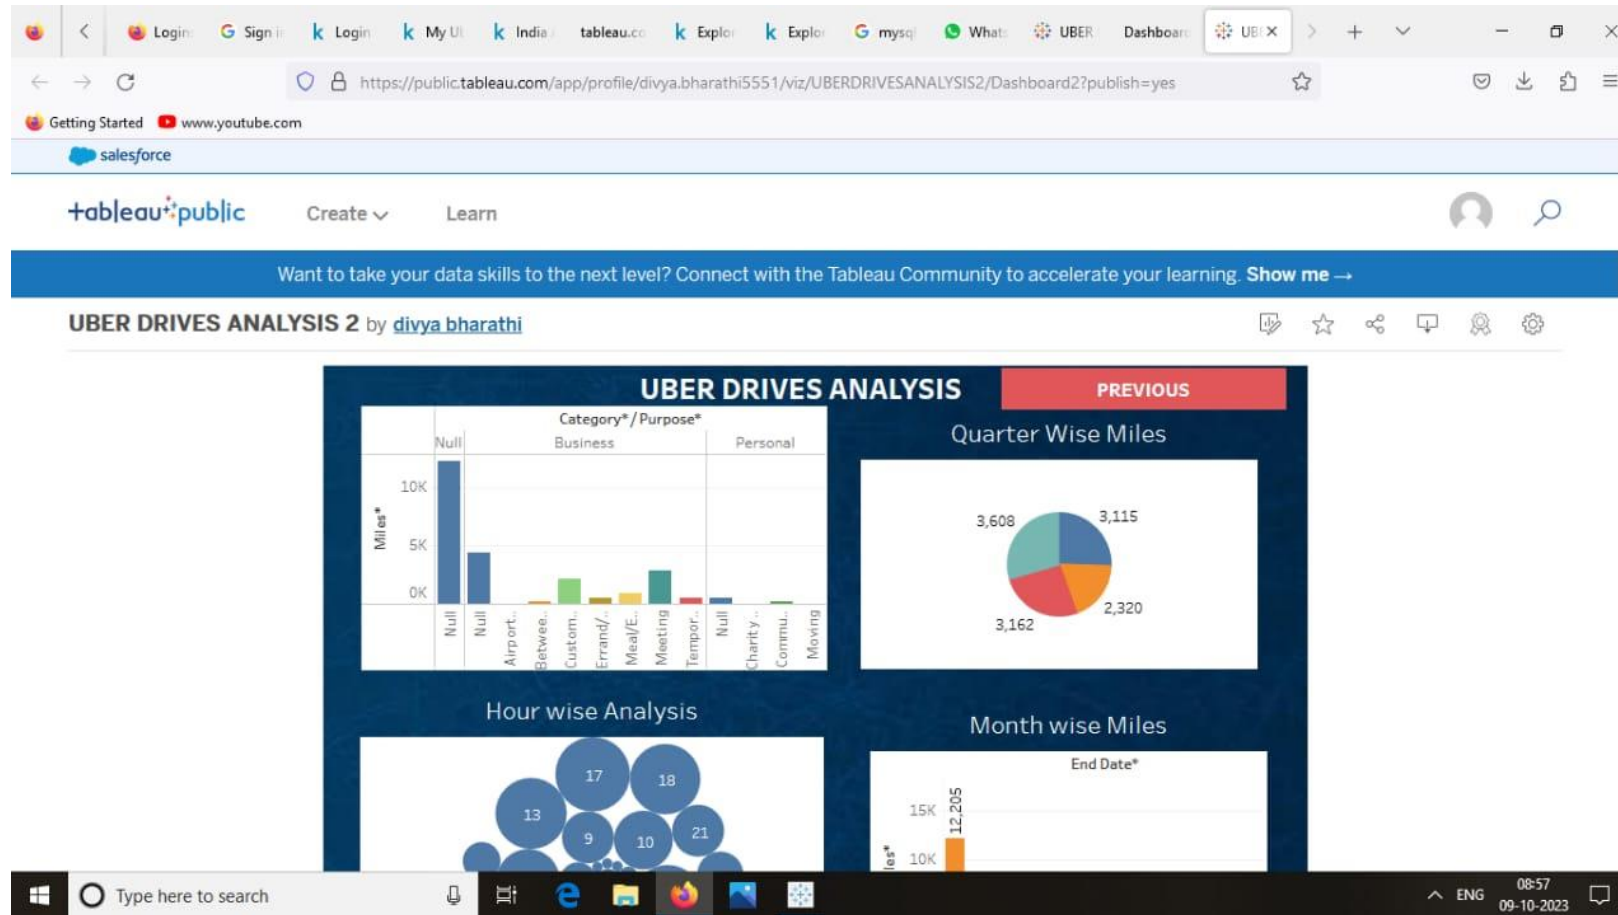 Login
Sign i
Login
My U
India
tableau.co
Explo
Explo
mysq
What
UBER
Dashboar
UBE
https://public.tableau.com/app/profile/divya.bharathi5551/viz/UBERDRIVESANALYSIS2/Dashboard2?publish=yes
Getting Started www.youtube.com
salesforce
+ableau public Create Learn
Want to take your data skills to the next level? Connect with the Tableau Community to accelerate your learning. Show me →
UBER DRIVES ANALYSIS 2 by divya bharathi
UBER DRIVES ANALYSIS
PREVIOUS
Category* / Purpose*
Null Business Personal
Miles*
10K
5K
0K
Null
Null
Airport..
Betwee..
Custom..
Errand/..
Meal/E..
Meeting
Tempor..
Null
Charity ..
Commu..
Moving
Quarter Wise Miles
3,608
3,115
2,320
3,162
Hour wise Analysis
17
18
13
9
10
21
Month wise Miles
End Date*
15K
12,205
10K
les*
Type here to search
ENG
08:57
09-10-2023